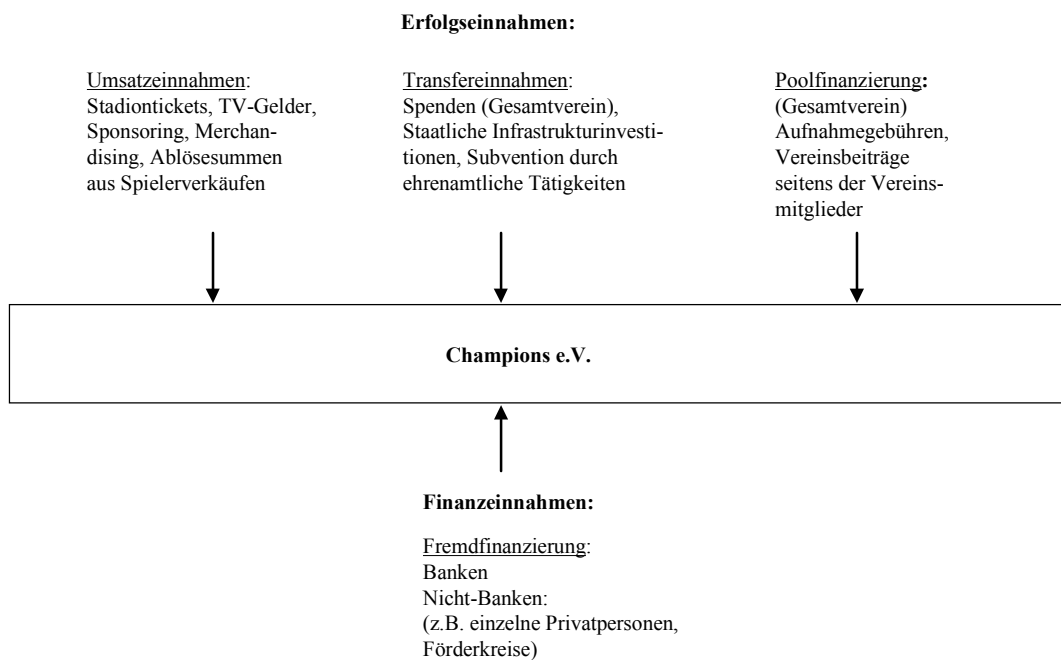 Erfolgseinnahmen:
Umsatzeinnahmen:
Stadiontickets, TV-Gelder,
Sponsoring, Merchan-
dising, Ablösesummen
aus Spielerverkäufen
Transfereinnahmen:
Spenden (Gesamtverein),
Staatliche Infrastrukturinvesti-
tionen, Subvention durch
ehrenamtliche Tätigkeiten
Poolfinanzierung:
(Gesamtverein)
Aufnahmegebühren,
Vereinsbeiträge
seitens der Vereins-
mitglieder
Champions e.V.
Finanzeinnahmen:
Fremdfinanzierung:
Banken
Nicht-Banken:
(z.B. einzelne Privatpersonen,
Förderkreise)